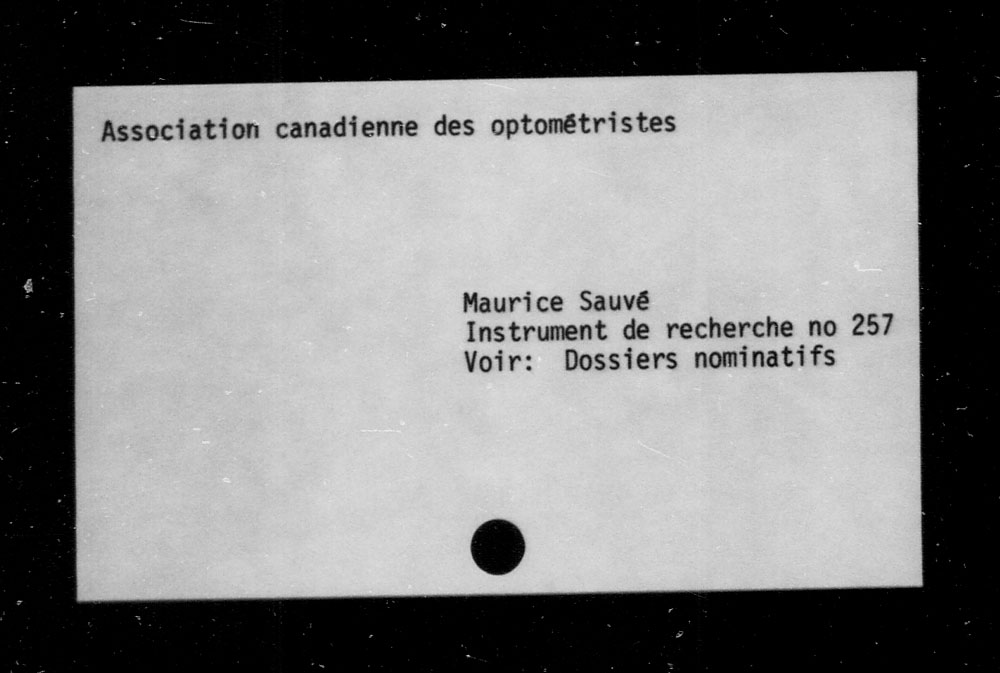 Association canadienne des optométristes
Maurice Sauvé
Instrument de recherche no 257
Voir: Dossiers nominatifs